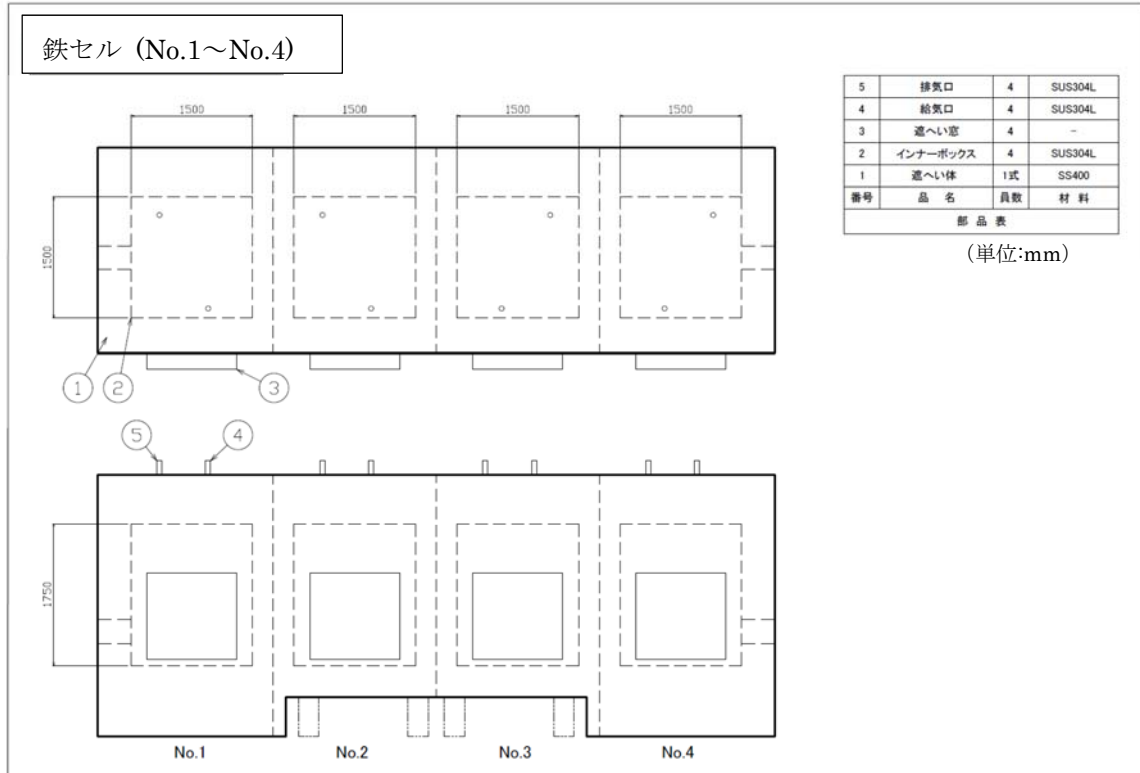 鉄セル (No.1～No.4)
1500 1500 1500 1500
1500
① ② ③
5 排気口 4 SUS304L
4 給気口 4 SUS304L
3 遮へい窓 4 -
2 インナーボックス 4 SUS304L
1 遮へい体 1式 SS400
番号 品 名 員数 材 料
部 品 表
(単位:mm)
⑤ ④
1750
No.1 No.2 No.3 No.4